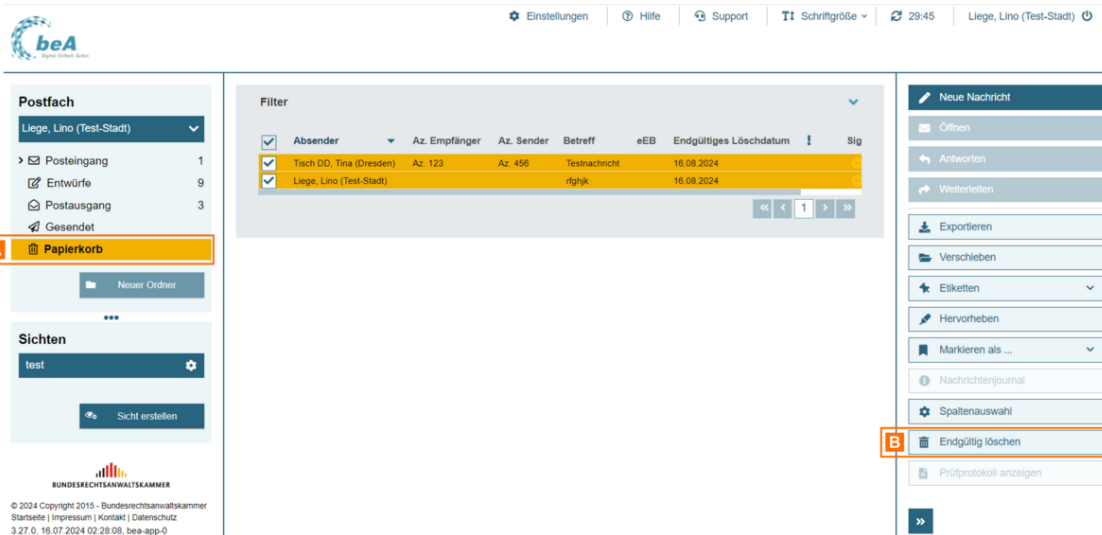 Einstellungen Hilfe Support Schriftgröße 29:45 Liege, Lino (Test-Stadt)
beA
Digital. Einfach. Sicher.
Postfach
Liege, Lino (Test-Stadt)
Posteingang 1
Entwürfe 9
Postausgang 3
Gesendet
Papierkorb
Neuer Ordner
Sichten
test
Sicht erstellen
BUNDESRECHTSANWALTSKAMMER
© 2024 Copyright 2015 - Bundesrechtsanwaltskammer
Startseite | Impressum | Kontakt | Datenschutz
3.27.0, 16.07.2024 02:28:08, bea-app-0
Filter
Absender Az. Empfänger Az. Sender Betreff eEB Endgültiges Löschdatum ! Sig
Tisch DD, Tina (Dresden) Az. 123 Az. 456 Testnachricht 16.08.2024
Liege, Lino (Test-Stadt) rfghjk 16.08.2024
« < 1 > »
Neue Nachricht
Öffnen
Antworten
Weiterleiten
Exportieren
Verschieben
Etiketten
Hervorheben
Markieren als ...
Nachrichtenjournal
Spaltenauswahl
B Endgültig löschen
Prüfprotokoll anzeigen
»